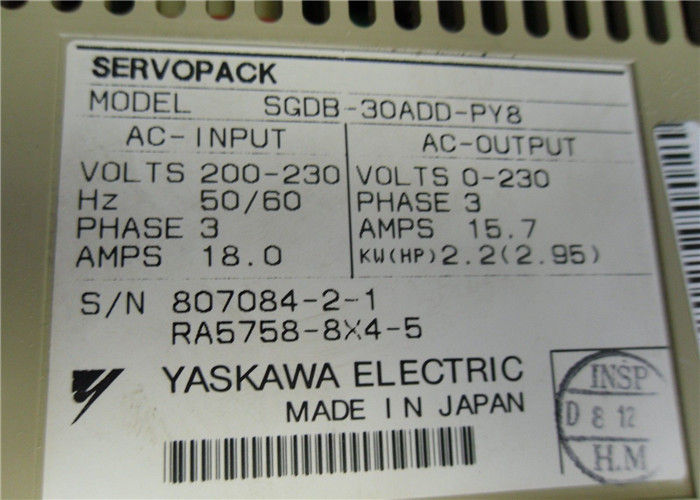 SERVOPACK
MODEL SGDB-30ADD-PY8
AC-INPUT
VOLTS 200-230
Hz 50/60
PHASE 3
AMPS 18.0
AC-OUTPUT
VOLTS 0-230
PHASE 3
AMPS 15.7
KW(HP) 2.2(2.95)
S/N 807084-2-1
RA5758-8X4-5
YASKAWA ELECTRIC
MADE IN JAPAN
INSP
D 8 12
H.M